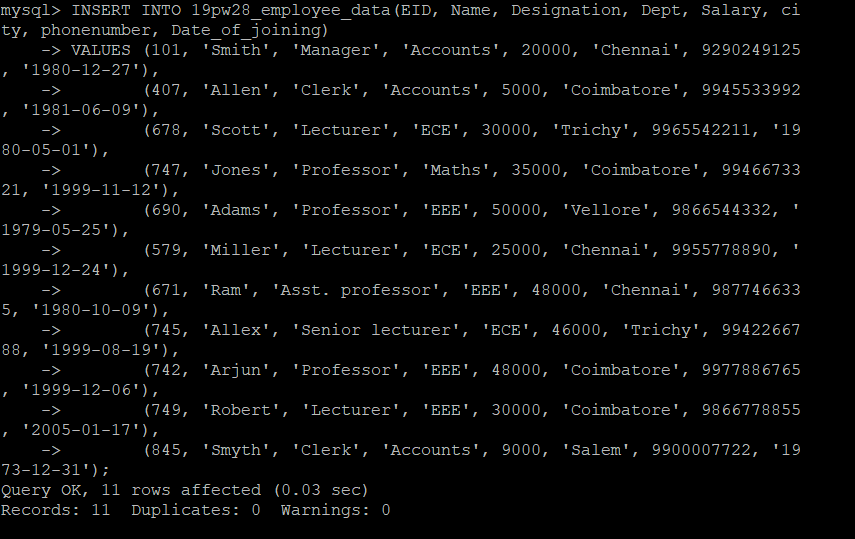 mysql> INSERT INTO 19pw28_employee_data(EID, Name, Designation, Dept, Salary, ci
ty, phonenumber, Date_of_joining)
    -> VALUES (101, 'Smith', 'Manager', 'Accounts', 20000, 'Chennai', 9290249125
, '1980-12-27'),
    ->        (407, 'Allen', 'Clerk', 'Accounts', 5000, 'Coimbatore', 9945533992
, '1981-06-09'),
    ->        (678, 'Scott', 'Lecturer', 'ECE', 30000, 'Trichy', 9965542211, '19
80-05-01'),
    ->        (747, 'Jones', 'Professor', 'Maths', 35000, 'Coimbatore', 99466733
21, '1999-11-12'),
    ->        (690, 'Adams', 'Professor', 'EEE', 50000, 'Vellore', 9866544332, '
1979-05-25'),
    ->        (579, 'Miller', 'Lecturer', 'ECE', 25000, 'Chennai', 9955778890, '
1999-12-24'),
    ->        (671, 'Ram', 'Asst. professor', 'EEE', 48000, 'Chennai', 987746633
5, '1980-10-09'),
    ->        (745, 'Allex', 'Senior lecturer', 'ECE', 46000, 'Trichy', 99422667
88, '1999-08-19'),
    ->        (742, 'Arjun', 'Professor', 'EEE', 48000, 'Coimbatore', 9977886765
, '1999-12-06'),
    ->        (749, 'Robert', 'Lecturer', 'EEE', 30000, 'Coimbatore', 9866778855
, '2005-01-17'),
    ->        (845, 'Smyth', 'Clerk', 'Accounts', 9000, 'Salem', 9900007722, '19
73-12-31');
Query OK, 11 rows affected (0.03 sec)
Records: 11  Duplicates: 0  Warnings: 0